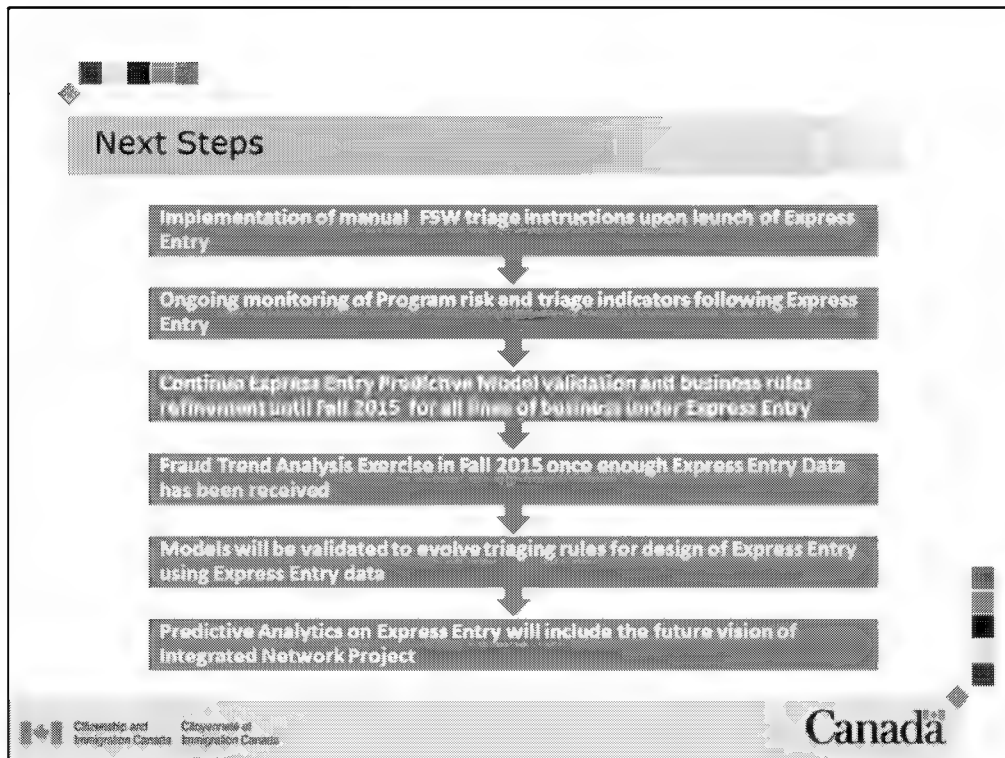 Next Steps
Implementation of manual FSW triage instructions upon launch of Express
Entry
Ongoing monitoring of Program risk and triage indicators following Express
Entry
Continue Express Entry Predictive Model validation and business rules
refinement until Fall 2015 for all lines of business under Express Entry
Fraud Trend Analysis Exercise in Fall 2015 once enough Express Entry Data
has been received
Models will be validated to evolve triaging rules for design of Express Entry
using Express Entry data
Predictive Analytics on Express Entry will include the future vision of
Integrated Network Project
Citizenship and
Immigration Canada
Citoyenneté et
Immigration Canada
Canada